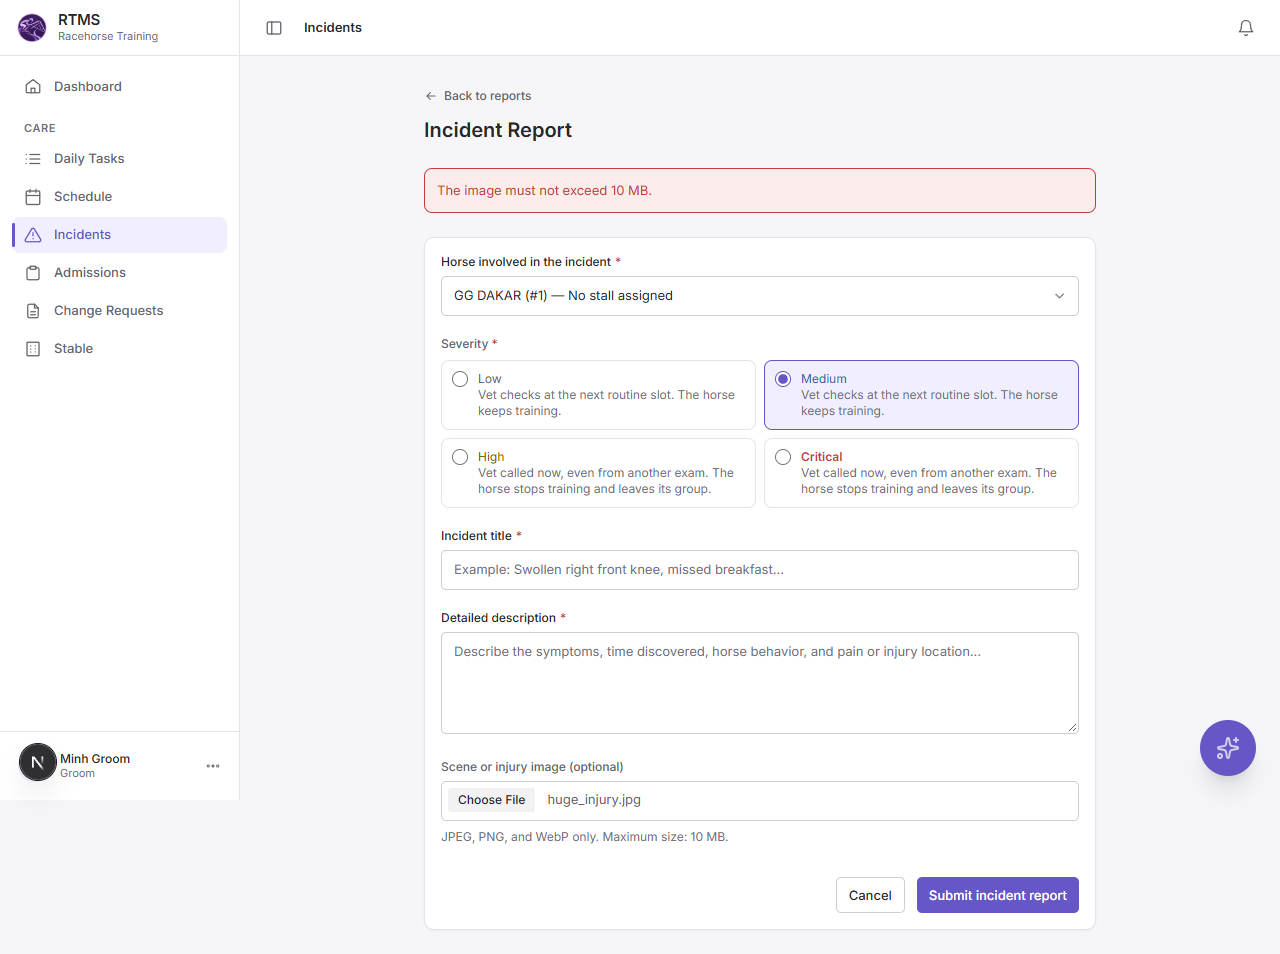 RTMS
Racehorse Training
Incidents
Dashboard
CARE
Daily Tasks
Schedule
Incidents
Admissions
Change Requests
Stable
N
Minh Groom
Groom
Back to reports
Incident Report
The image must not exceed 10 MB.
Horse involved in the incident *
GG DAKAR (#1) — No stall assigned
Severity *
Low
Vet checks at the next routine slot. The horse
keeps training.
Medium
Vet checks at the next routine slot. The horse
keeps training.
High
Vet called now, even from another exam. The
horse stops training and leaves its group.
Critical
Vet called now, even from another exam. The
horse stops training and leaves its group.
Incident title *
Example: Swollen right front knee, missed breakfast...
Detailed description *
Describe the symptoms, time discovered, horse behavior, and pain or injury location...
Scene or injury image (optional)
Choose File huge_injury.jpg
JPEG, PNG, and WebP only. Maximum size: 10 MB.
Cancel
Submit incident report